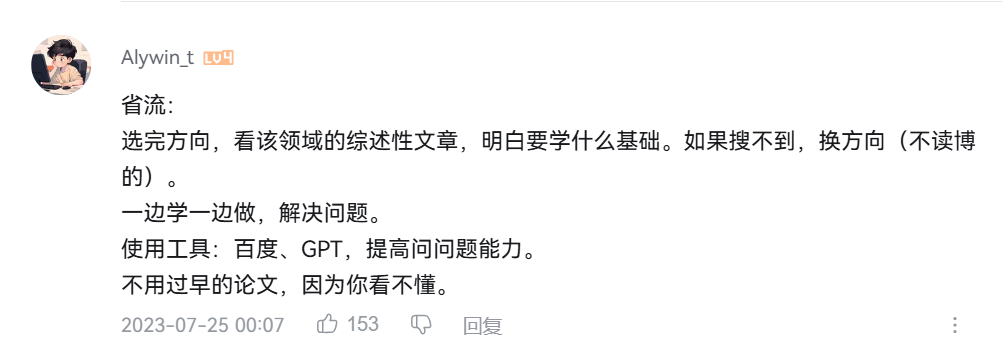 Alywin_t LV4
省流：
选完方向，看该领域的综述性文章，明白要学什么基础。如果搜不到，换方向（不读博
的）。
一边学一边做，解决问题。
使用工具：百度、GPT，提高问问题能力。
不用过早的论文，因为你看不懂。
2023-07-25 00:07 153 回复